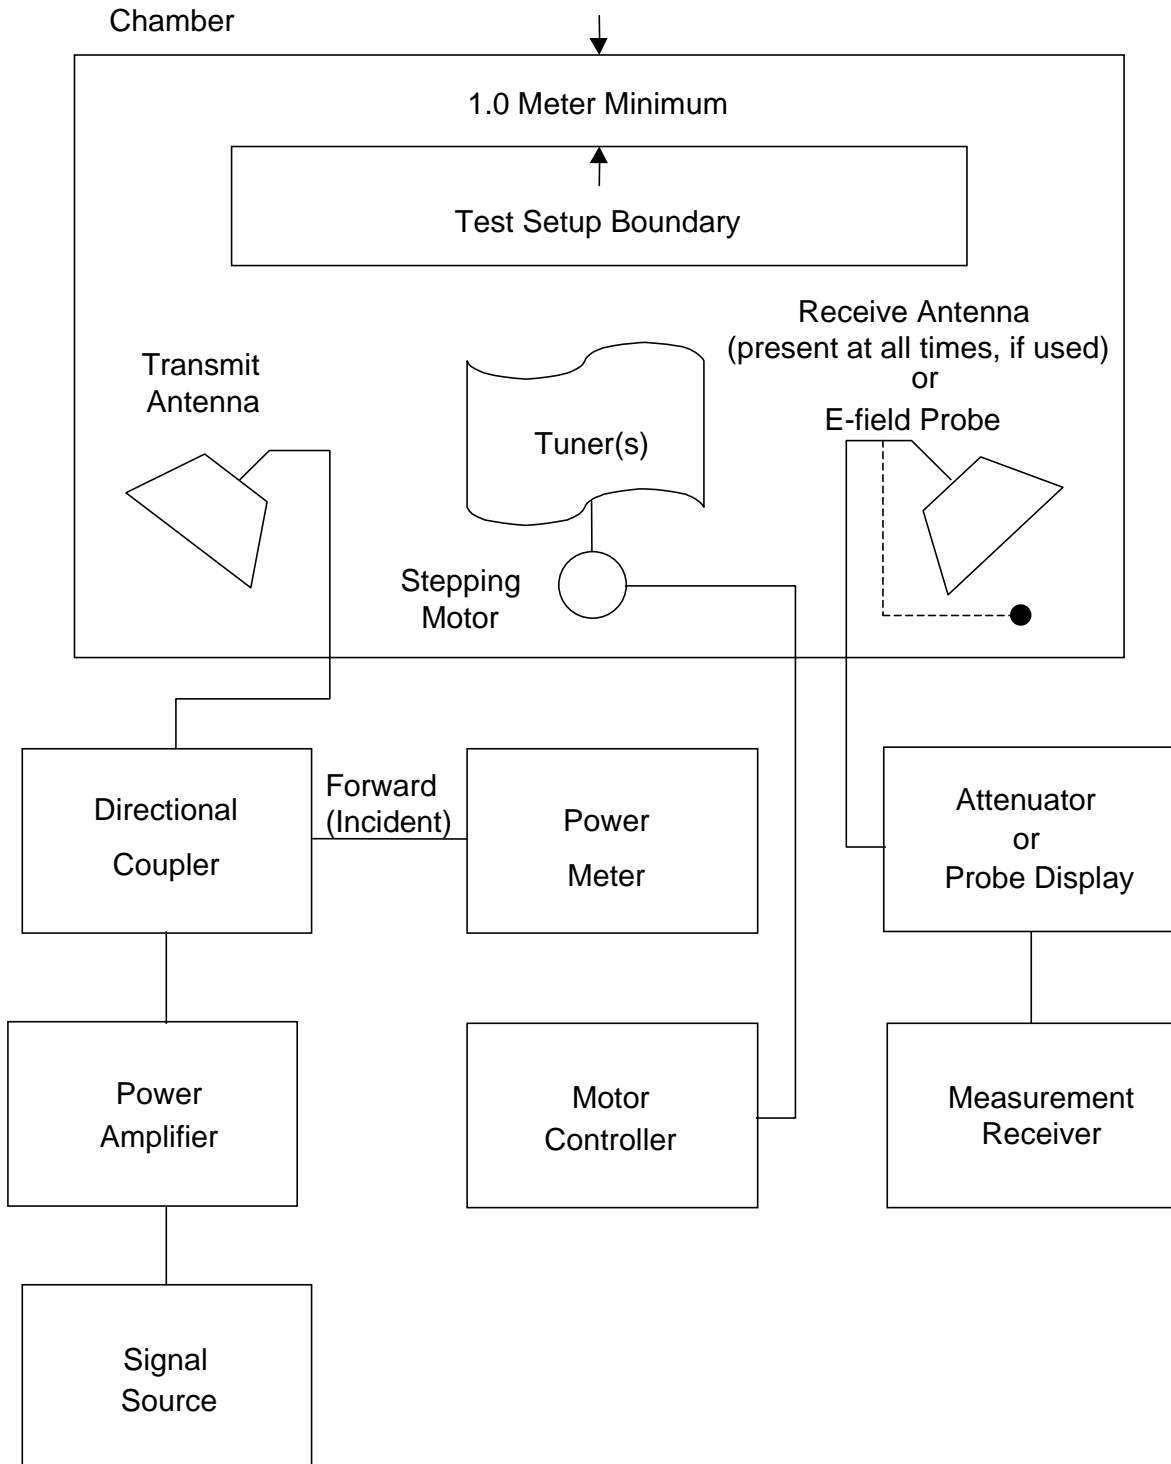 Chamber
1.0 Meter Minimum
Test Setup Boundary
Receive Antenna
(present at all times, if used)
or
E-field Probe
Transmit
Antenna
Tuner(s)
Stepping
Motor
Directional
Coupler
Forward
(Incident)
Power
Meter
Attenuator
or
Probe Display
Power
Amplifier
Motor
Controller
Measurement
Receiver
Signal
Source